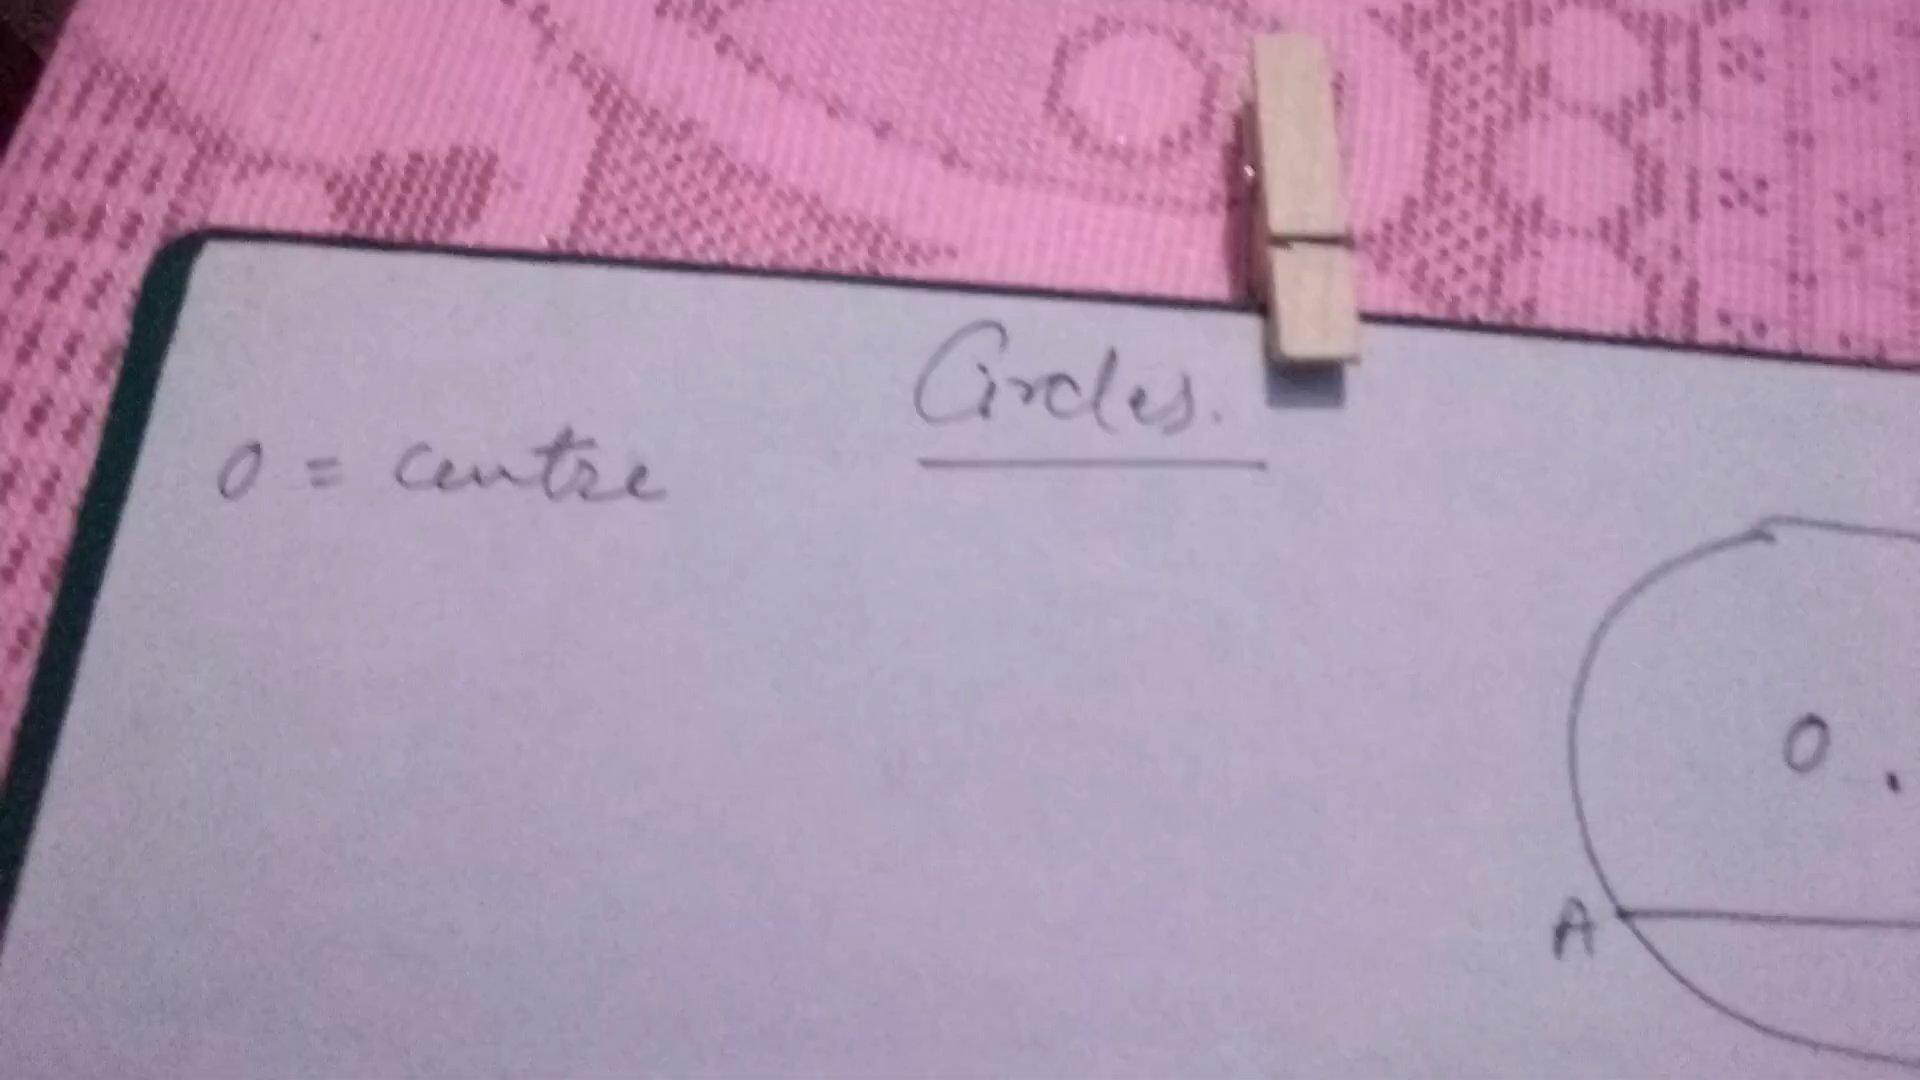 Circles.
O = centre
O
A